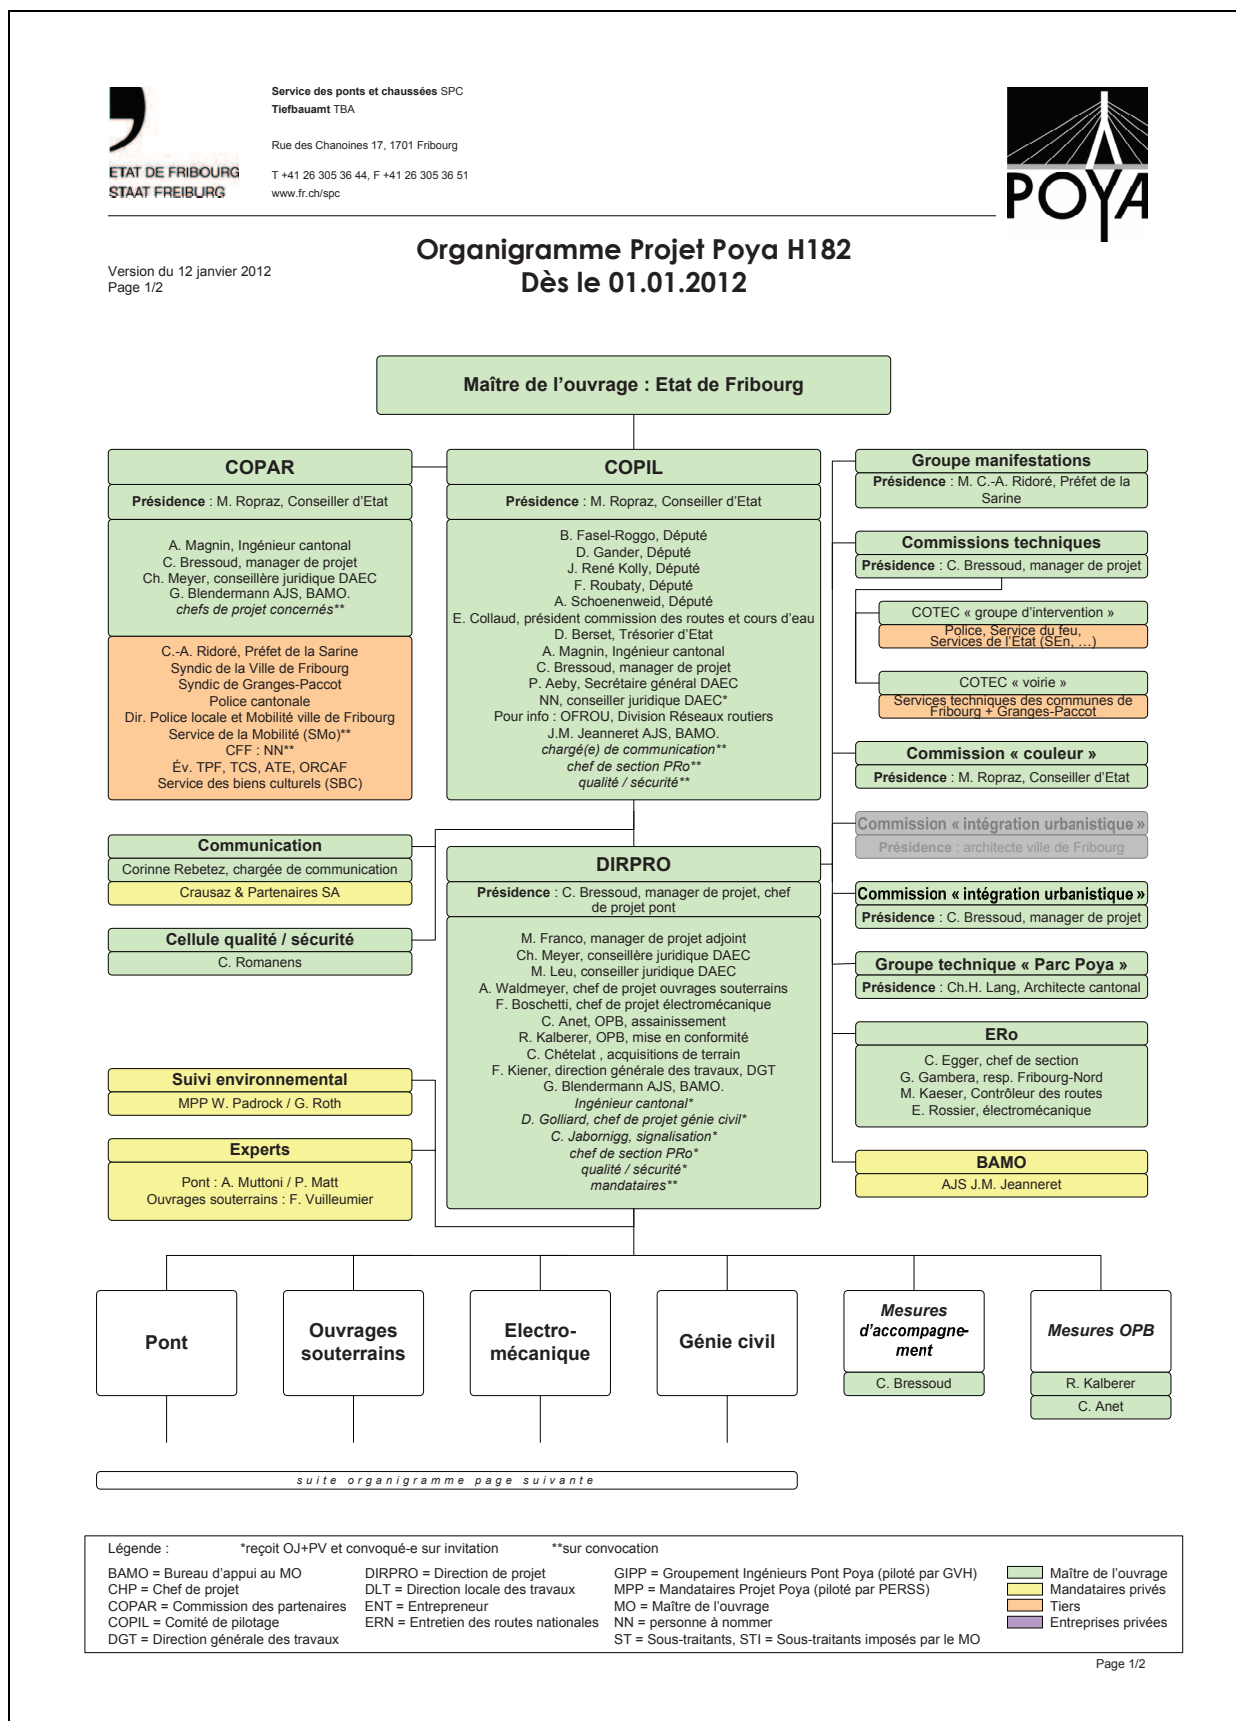 ETAT DE FRIBOURG
STAAT FREIBURG
Service des ponts et chaussées SPC
Tiefbauamt TBA
Rue des Chanoines 17, 1701 Fribourg
T +41 26 305 36 44, F +41 26 305 36 51
www.fr.ch/spc
POYA
Organigramme Projet Poya H182
Dès le 01.01.2012
Version du 12 janvier 2012
Page 1/2
Maître de l'ouvrage : Etat de Fribourg
COPAR
Présidence : M. Ropraz, Conseiller d'Etat
A. Magnin, Ingénieur cantonal
C. Bressoud, manager de projet
Ch. Meyer, conseillère juridique DAEC
G. Blendermann AJS, BAMO.
chefs de projet concernés**
C.-A. Ridoré, Préfet de la Sarine
Syndic de la Ville de Fribourg
Syndic de Granges-Paccot
Police cantonale
Dir. Police locale et Mobilité ville de Fribourg
Service de la Mobilité (SMo)**
CFF : NN**
Év. TPF, TCS, ATE, ORCAF
Service des biens culturels (SBC)
COPIL
Présidence : M. Ropraz, Conseiller d'Etat
B. Fasel-Roggo, Député
D. Gander, Député
J. René Kolly, Député
F. Roubaty, Député
A. Schoenenweid, Député
E. Collaud, président commission des routes et cours d'eau
D. Berset, Trésorier d'Etat
A. Magnin, Ingénieur cantonal
C. Bressoud, manager de projet
P. Aeby, Secrétaire général DAEC
NN, conseiller juridique DAEC*
Pour info : OFROU, Division Réseaux routiers
J.M. Jeanneret AJS, BAMO.
chargé(e) de communication**
chef de section PRo**
qualité / sécurité**
Groupe manifestations
Présidence : M. C.-A. Ridoré, Préfet de la
Sarine
Commissions techniques
Présidence : C. Bressoud, manager de projet
COTEC « groupe d'intervention »
Police, Service du feu,
Services de l'Etat (SEn, …)
COTEC « voirie »
Services techniques des communes de
Fribourg + Granges-Paccot
Commission « couleur »
Présidence : M. Ropraz, Conseiller d'Etat
Commission « intégration urbanistique »
Présidence : architecte ville de Fribourg
Commission « intégration urbanistique »
Présidence : C. Bressoud, manager de projet
Groupe technique « Parc Poya »
Présidence : Ch.H. Lang, Architecte cantonal
ERo
C. Egger, chef de section
G. Gambera, resp. Fribourg-Nord
M. Kaeser, Contrôleur des routes
E. Rossier, électromécanique
BAMO
AJS J.M. Jeanneret
Communication
Corinne Rebetez, chargée de communication
Crausaz & Partenaires SA
Cellule qualité / sécurité
C. Romanens
Suivi environnemental
MPP W. Padrock / G. Roth
Experts
Pont : A. Muttoni / P. Matt
Ouvrages souterrains : F. Vuilleumier
DIRPRO
Présidence : C. Bressoud, manager de projet, chef
de projet pont
M. Franco, manager de projet adjoint
Ch. Meyer, conseillère juridique DAEC
M. Leu, conseiller juridique DAEC
A. Waldmeyer, chef de projet ouvrages souterrains
F. Boschetti, chef de projet électromécanique
C. Anet, OPB, assainissement
R. Kalberer, OPB, mise en conformité
C. Chételat , acquisitions de terrain
F. Kiener, direction générale des travaux, DGT
G. Blendermann AJS, BAMO.
Ingénieur cantonal*
D. Golliard, chef de projet génie civil*
C. Jabornigg, signalisation*
chef de section PRo*
qualité / sécurité*
mandataires**
Pont
Ouvrages
souterrains
Electro-
mécanique
Génie civil
Mesures
d'accompagne-
ment
C. Bressoud
Mesures OPB
R. Kalberer
C. Anet
suite organigramme page suivante
Légende : *reçoit OJ+PV et convoqué-e sur invitation **sur convocation
BAMO = Bureau d'appui au MO
CHP = Chef de projet
COPAR = Commission des partenaires
COPIL = Comité de pilotage
DGT = Direction générale des travaux
DIRPRO = Direction de projet
DLT = Direction locale des travaux
ENT = Entrepreneur
ERN = Entretien des routes nationales
GIPP = Groupement Ingénieurs Pont Poya (piloté par GVH)
MPP = Mandataires Projet Poya (piloté par PERSS)
MO = Maître de l'ouvrage
NN = personne à nommer
ST = Sous-traitants, STI = Sous-traitants imposés par le MO
Maître de l'ouvrage
Mandataires privés
Tiers
Entreprises privées
Page 1/2